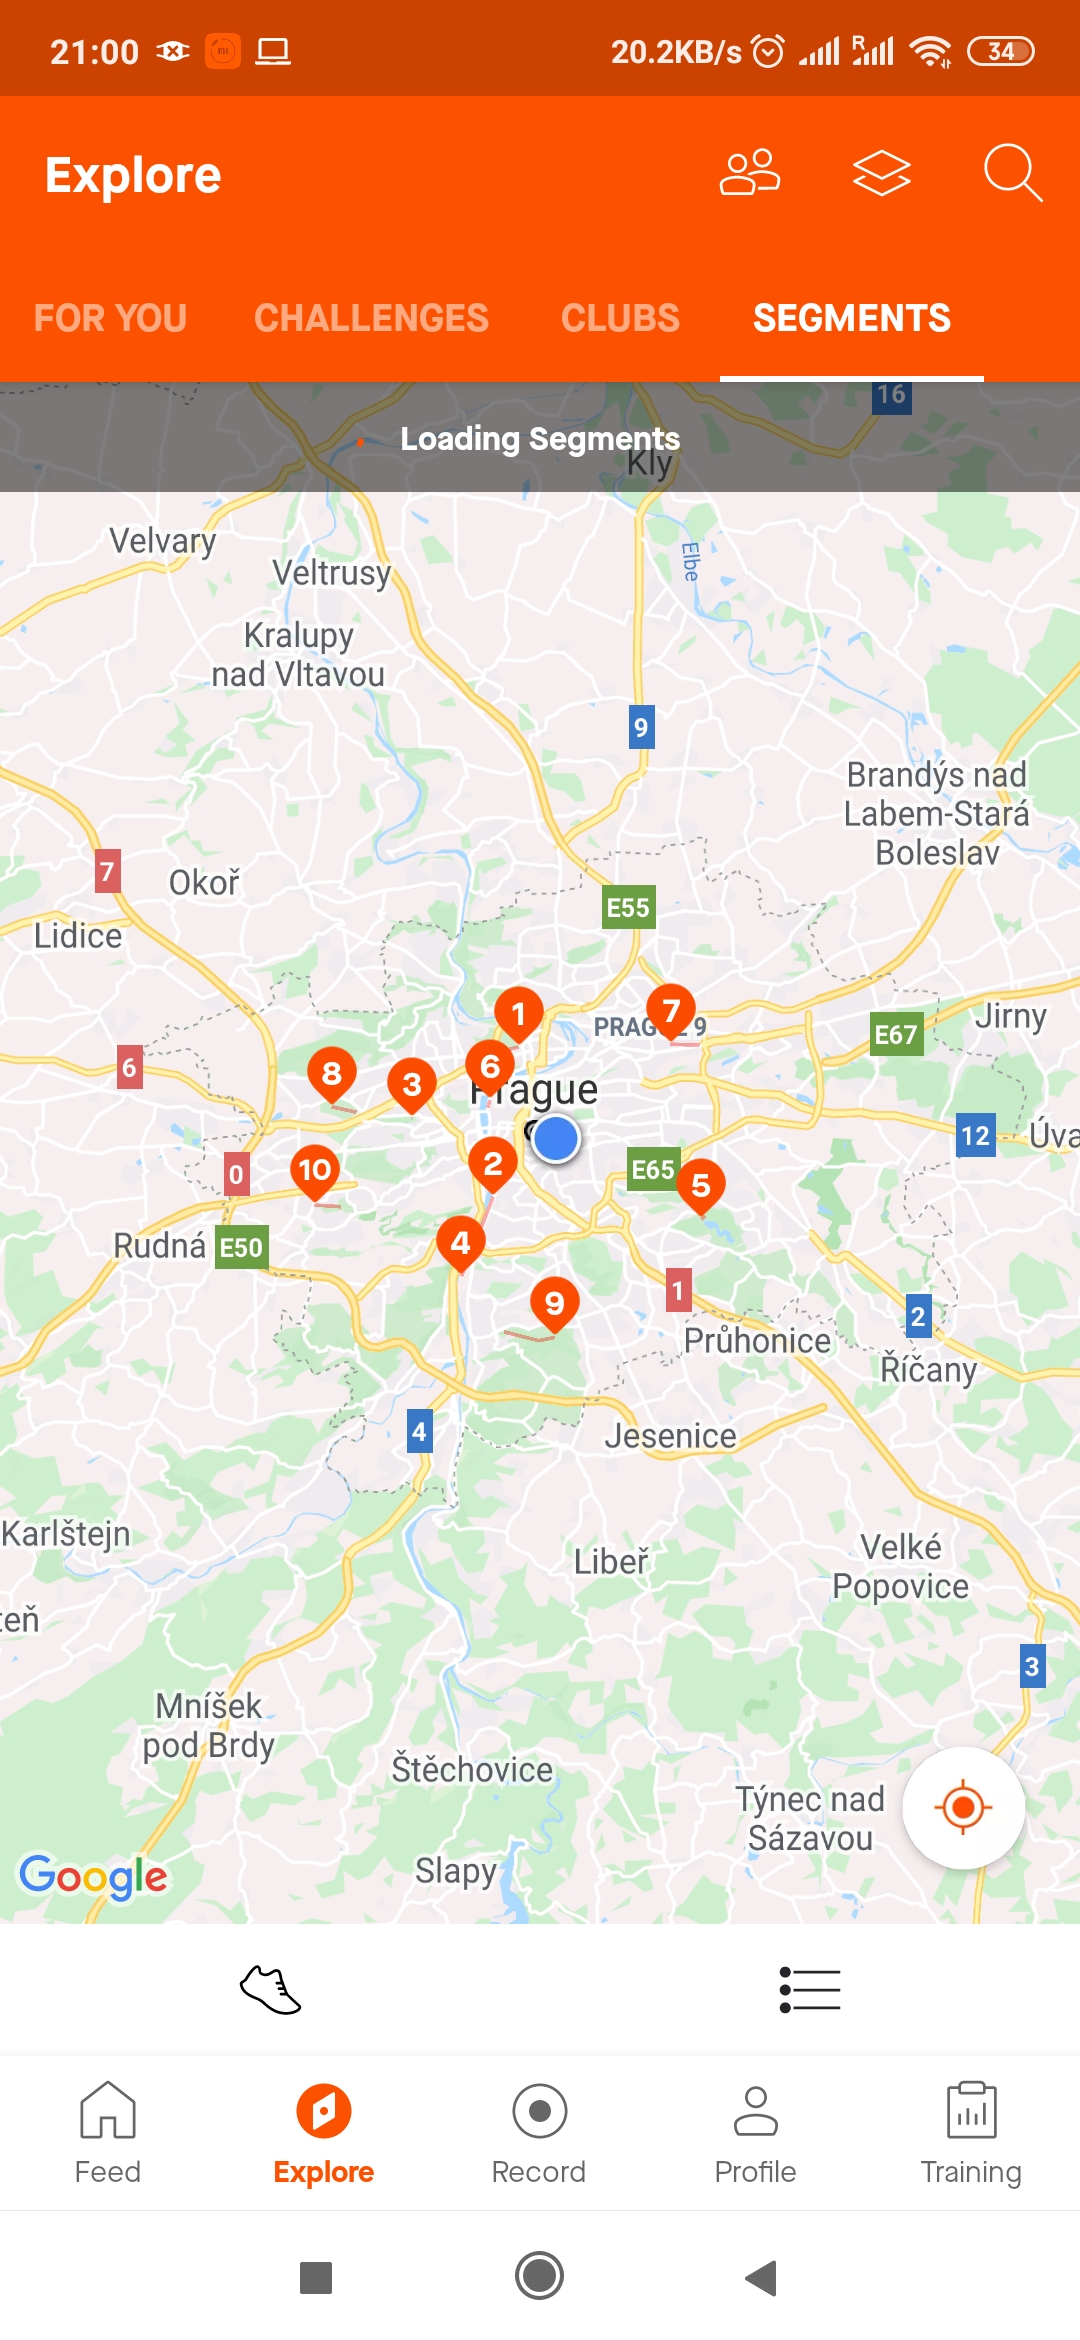 21:00
20.2KB/s
R
34
Explore
FOR YOU
CHALLENGES
CLUBS
SEGMENTS
16
Loading Segments
Kly
Velvary
Elbe
Veltrusy
Kralupy
nad Vltavou
9
Brandýs nad
Labem-Stará
Boleslav
7
Okoř
E55
Lidice
1
7
PRAGUE 9
Jirny
E67
6
8
3
6
Prague
12
Úva
0
10
2
E65
5
Rudná
E50
4
9
1
Průhonice
2
Říčany
4
Jesenice
Karlštejn
Libeř
Velké
Popovice
teň
3
Mníšek
pod Brdy
Štěchovice
Týnec nad
Sázavou
Slapy
Google
Feed
Explore
Record
Profile
Training